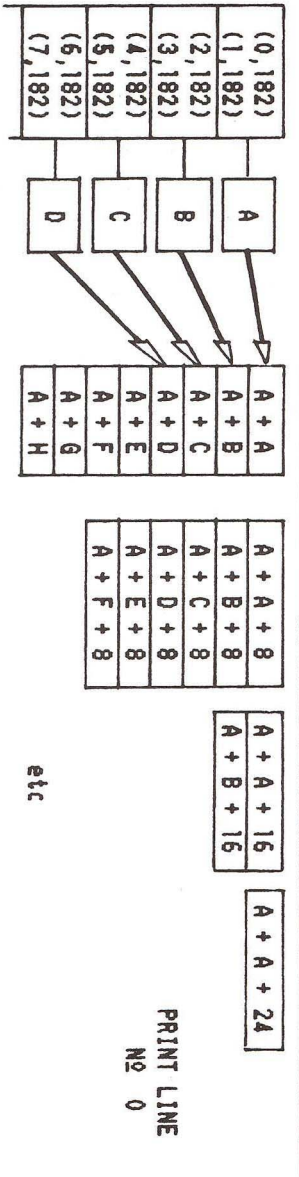 (0,182)
(1,182)
(2,182)
(3,182)
(4,182)
(5,182)
(6,182)
(7,182)
A
B
C
D
A + A
A + B
A + C
A + D
A + E
A + F
A + G
A + H
A + A + 8
A + B + 8
A + C + 8
A + D + 8
A + E + 8
A + F + 8
A + A + 16
A + B + 16
A + A + 24
etc
PRINT LINE
Nº 0